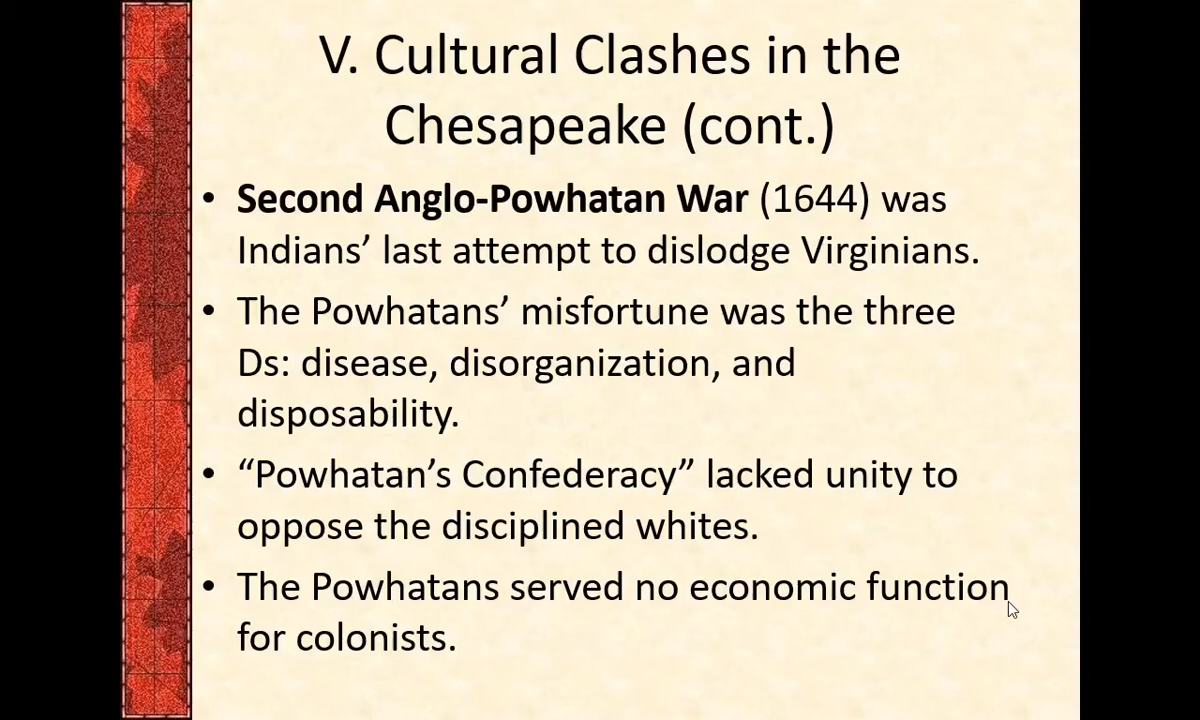 V. Cultural Clashes in the
Chesapeake (cont.)
• Second Anglo-Powhatan War (1644) was
Indians’ last attempt to dislodge Virginians.
• The Powhatans’ misfortune was the three
Ds: disease, disorganization, and
disposability.
• “Powhatan’s Confederacy” lacked unity to
oppose the disciplined whites.
• The Powhatans served no economic function
for colonists.